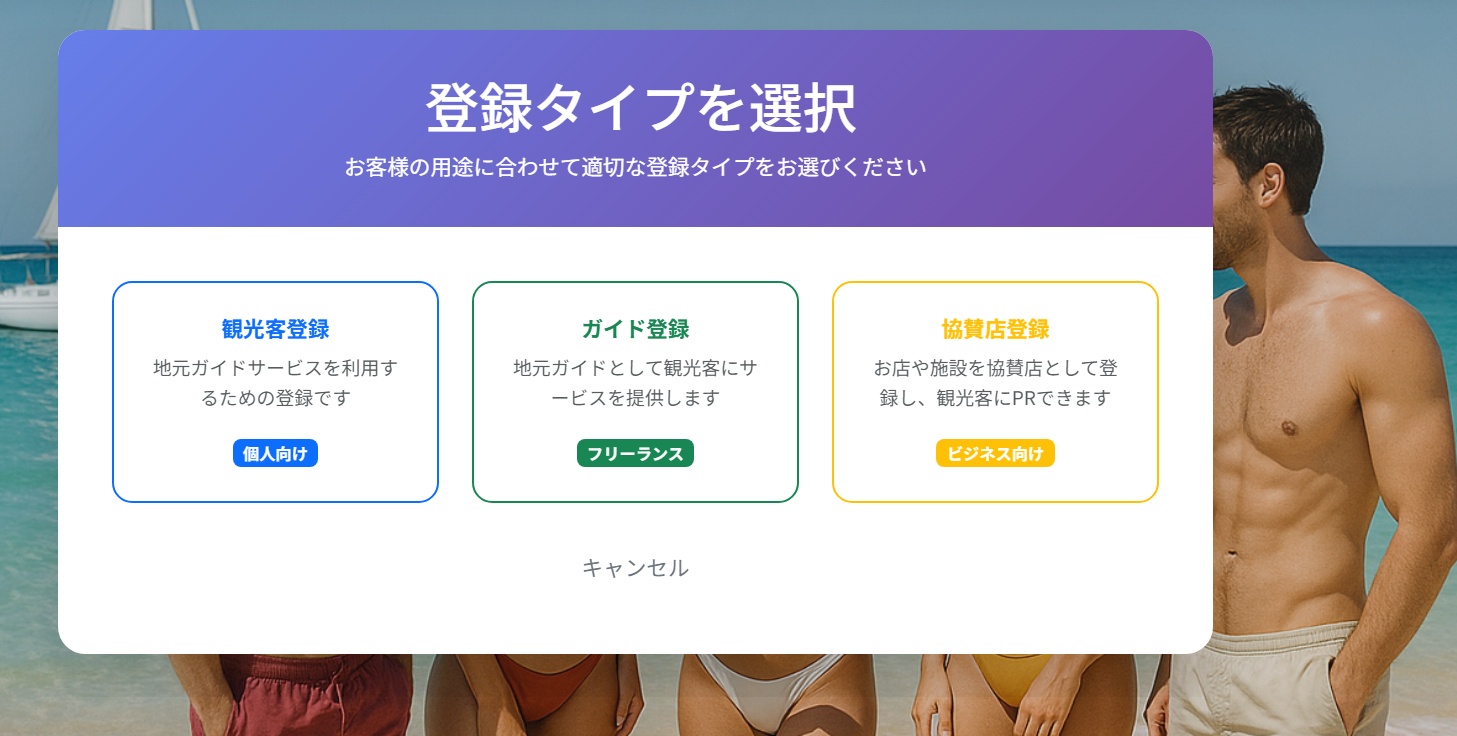 登録タイプを選択
お客様の用途に合わせて適切な登録タイプをお選びください
観光客登録
地元ガイドサービスを利用す
るための登録です
個人向け
ガイド登録
地元ガイドとして観光客にサ
ービスを提供します
フリーランス
協賛店登録
お店や施設を協賛店として登
録し、観光客にPRできます
ビジネス向け
キャンセル